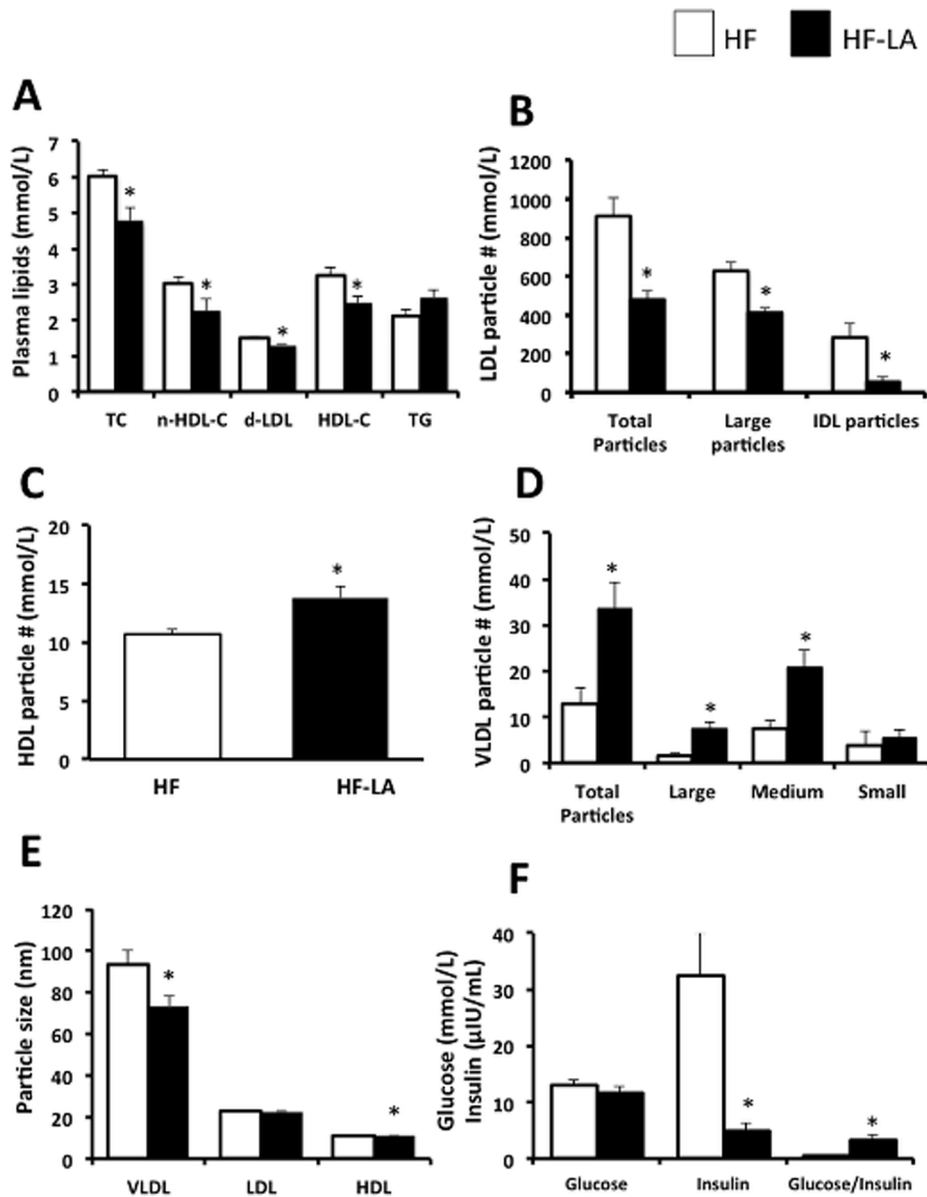 HF HF-LA
A
Plasma lipids (mmol/L)
7
6
5
4
3
2
1
0
* * * *
TC n-HDL-C d-LDL HDL-C TG
B
LDL particle # (mmol/L)
1200
1000
800
600
400
200
0
* * *
Total Particles Large particles IDL particles
C
HDL particle # (mmol/L)
20
15
10
5
0
*
HF HF-LA
D
VLDL particle # (mmol/L)
50
40
30
20
10
0
* * *
Total Particles Large Medium Small
E
Particle size (nm)
120
100
80
60
40
20
0
* *
VLDL LDL HDL
F
Glucose (mmol/L)
Insulin (µIU/mL)
40
30
20
10
0
* *
Glucose Insulin Glucose/Insulin